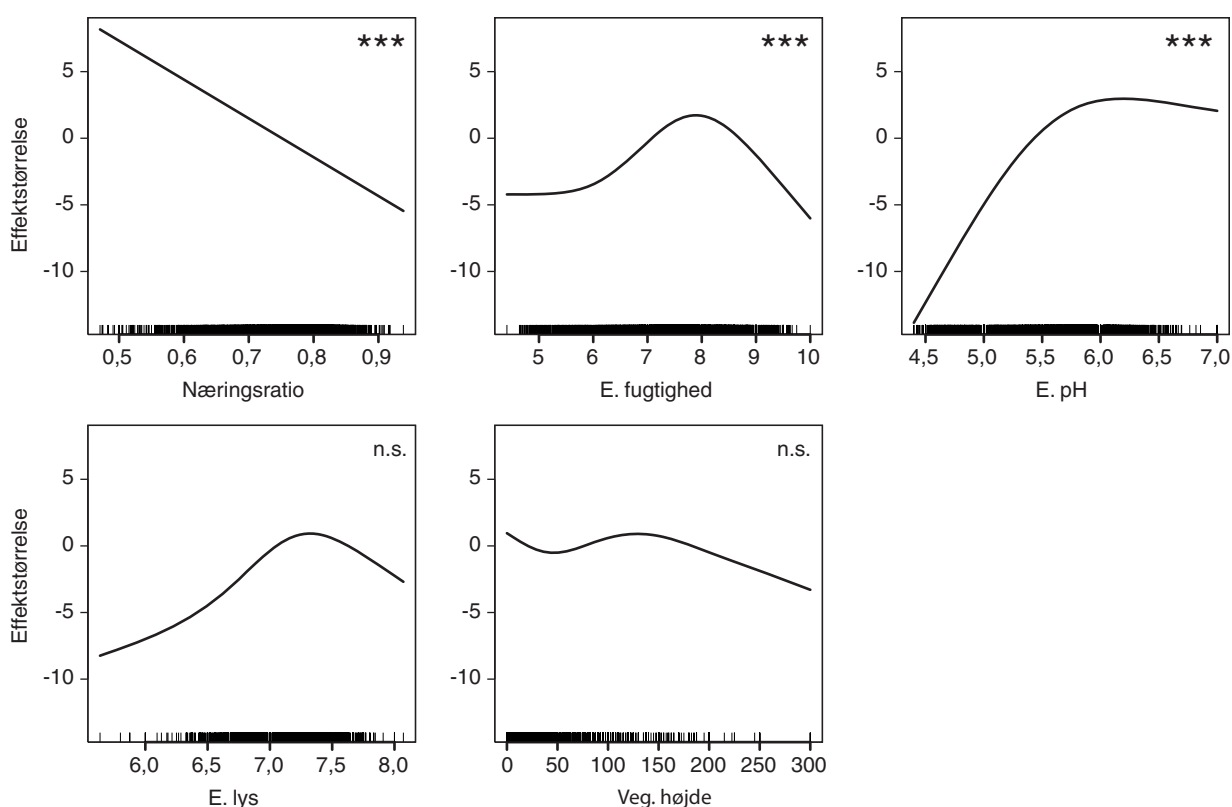 ***
***
***
5
5
5
0
0
0
-5
-5
-5
-10
-10
-10
Effektstørrelse
0,5 0,6 0,7 0,8 0,9
5 6 7 8 9 10
4,5 5,0 5,5 6,0 6,5 7,0
Næringsratio
E. fugtighed
E. pH
n.s.
n.s.
5
5
0
0
-5
-5
-10
-10
Effektstørrelse
6,0 6,5 7,0 7,5 8,0
0 50 100 150 200 250 300
E. lys
Veg. højde